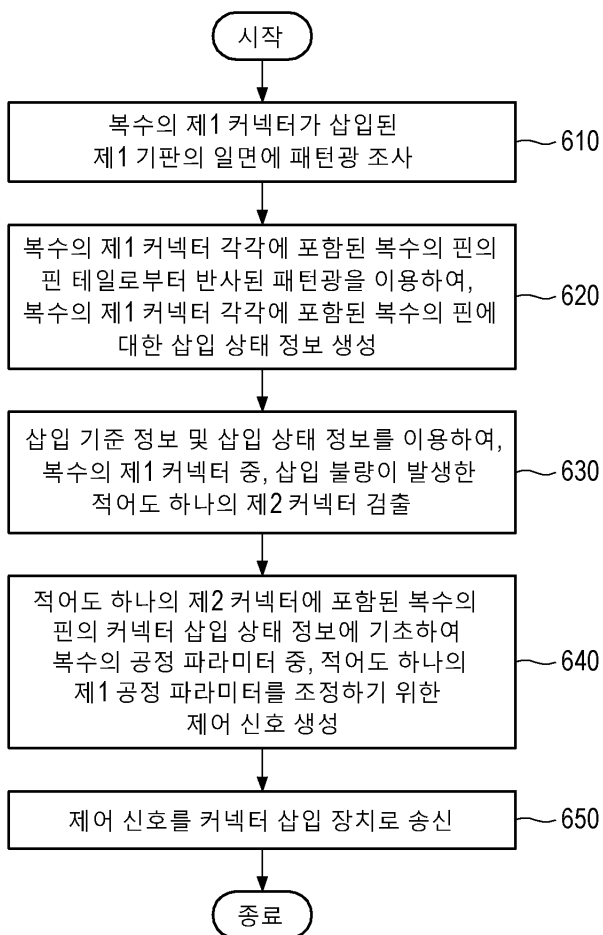 시작
복수의 제1 커넥터가 삽입된
제1 기판의 일면에 패턴광 조사
610
복수의 제1 커넥터 각각에 포함된 복수의 핀의
핀 테일로부터 반사된 패턴광을 이용하여,
복수의 제1 커넥터 각각에 포함된 복수의 핀에
대한 삽입 상태 정보 생성
620
삽입 기준 정보 및 삽입 상태 정보를 이용하여,
복수의 제1 커넥터 중, 삽입 불량이 발생한
적어도 하나의 제2 커넥터 검출
630
적어도 하나의 제2 커넥터에 포함된 복수의
핀의 커넥터 삽입 상태 정보에 기초하여
복수의 공정 파라미터 중, 적어도 하나의
제1 공정 파라미터를 조정하기 위한
제어 신호 생성
640
제어 신호를 커넥터 삽입 장치로 송신
650
종료